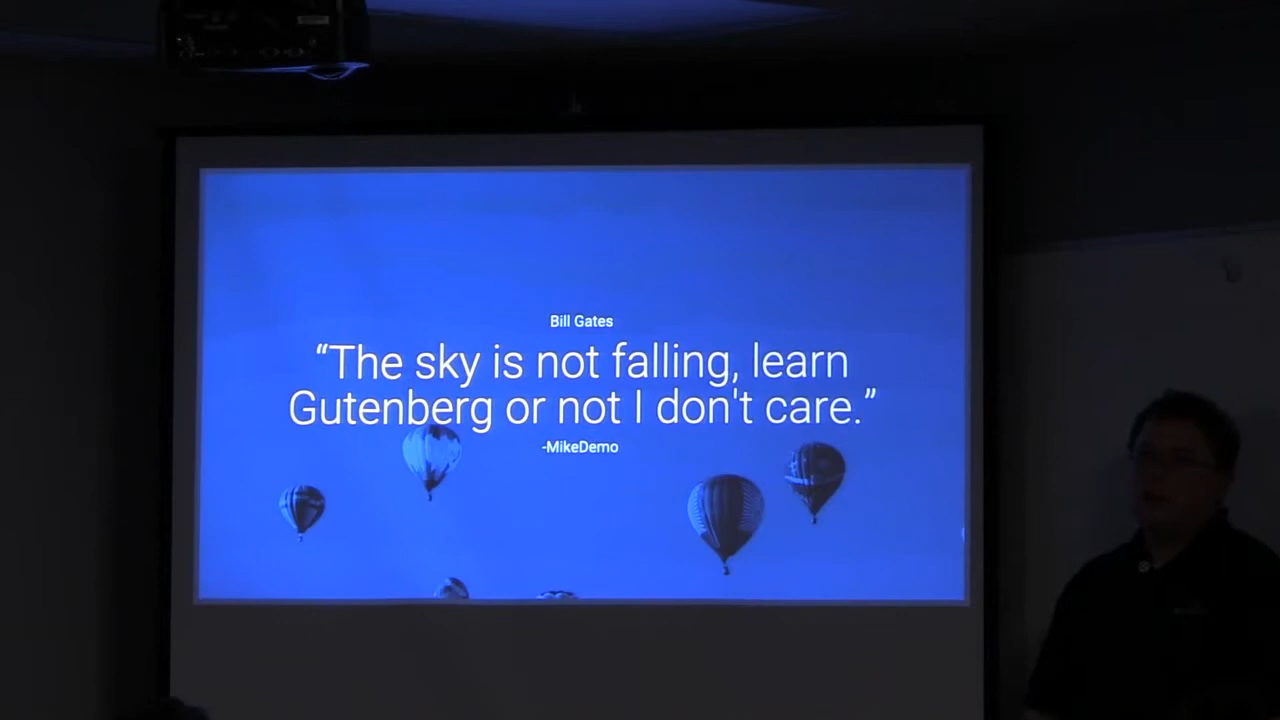 Bill Gates
“The sky is not falling, learn
Gutenberg or not I don't care.”
-MikeDemo